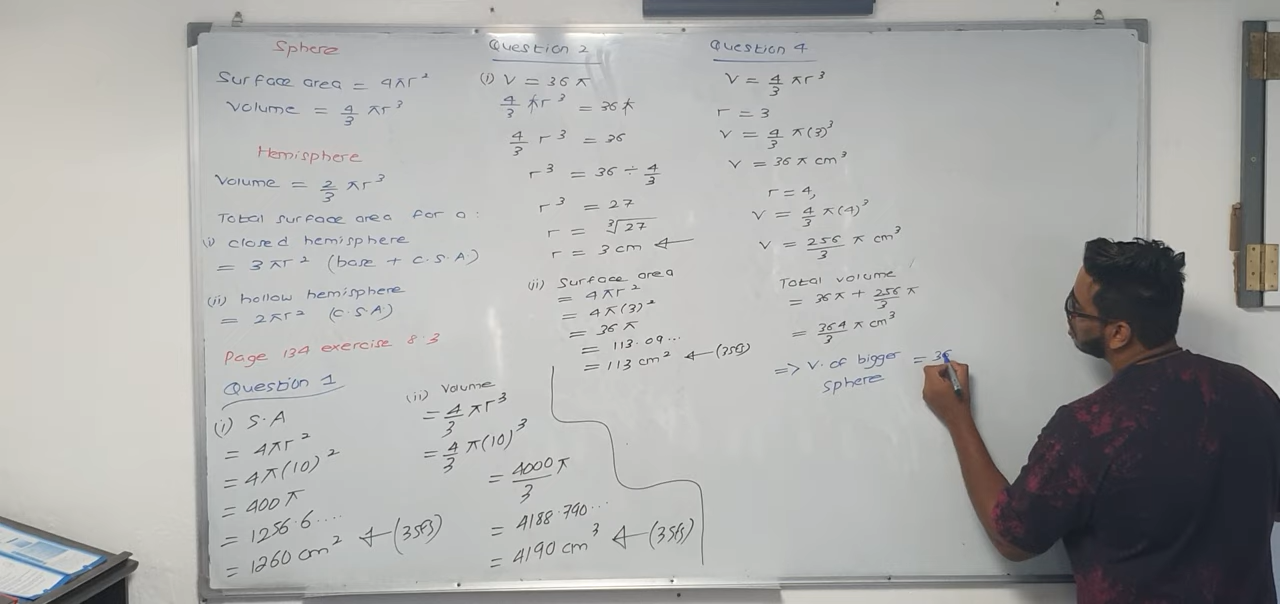 Sphere
Surface area = 4πr²
Volume = 4/3 πr³
Hemisphere
Volume = 2/3 πr³
Total surface area for a :
(i) closed hemisphere
= 3πr² (base + C.S.A)
(ii) hollow hemisphere
= 2πr² (C.S.A)
Page 134 exercise 8.3
Question 1
(i) S.A
= 4πr²
= 4π(10)²
= 400π
= 1256.6....
= 1260 cm² ← (3sfs)
(ii) Volume
= 4/3 πr³
= 4/3 π(10)³
= 4000/3 π
= 4188.790...
= 4190 cm³ ← (3sfs)
Question 2
(i) V = 36π
4/3 πr³ = 36π
4/3 r³ = 36
r³ = 36 ÷ 4/3
r³ = 27
r = ³√27
r = 3 cm ←
(ii) Surface area
= 4πr²
= 4π(3)²
= 36π
= 113.09...
= 113 cm² ← (3sfs)
Question 4
V = 4/3 πr³
r = 3
V = 4/3 π(3)³
V = 36π cm³
r = 4,
V = 4/3 π(4)³
V = 256/3 π cm³
Total volume
= 36π + 256/3 π
= 364/3 π cm³
=> V. of bigger = 36
sphere